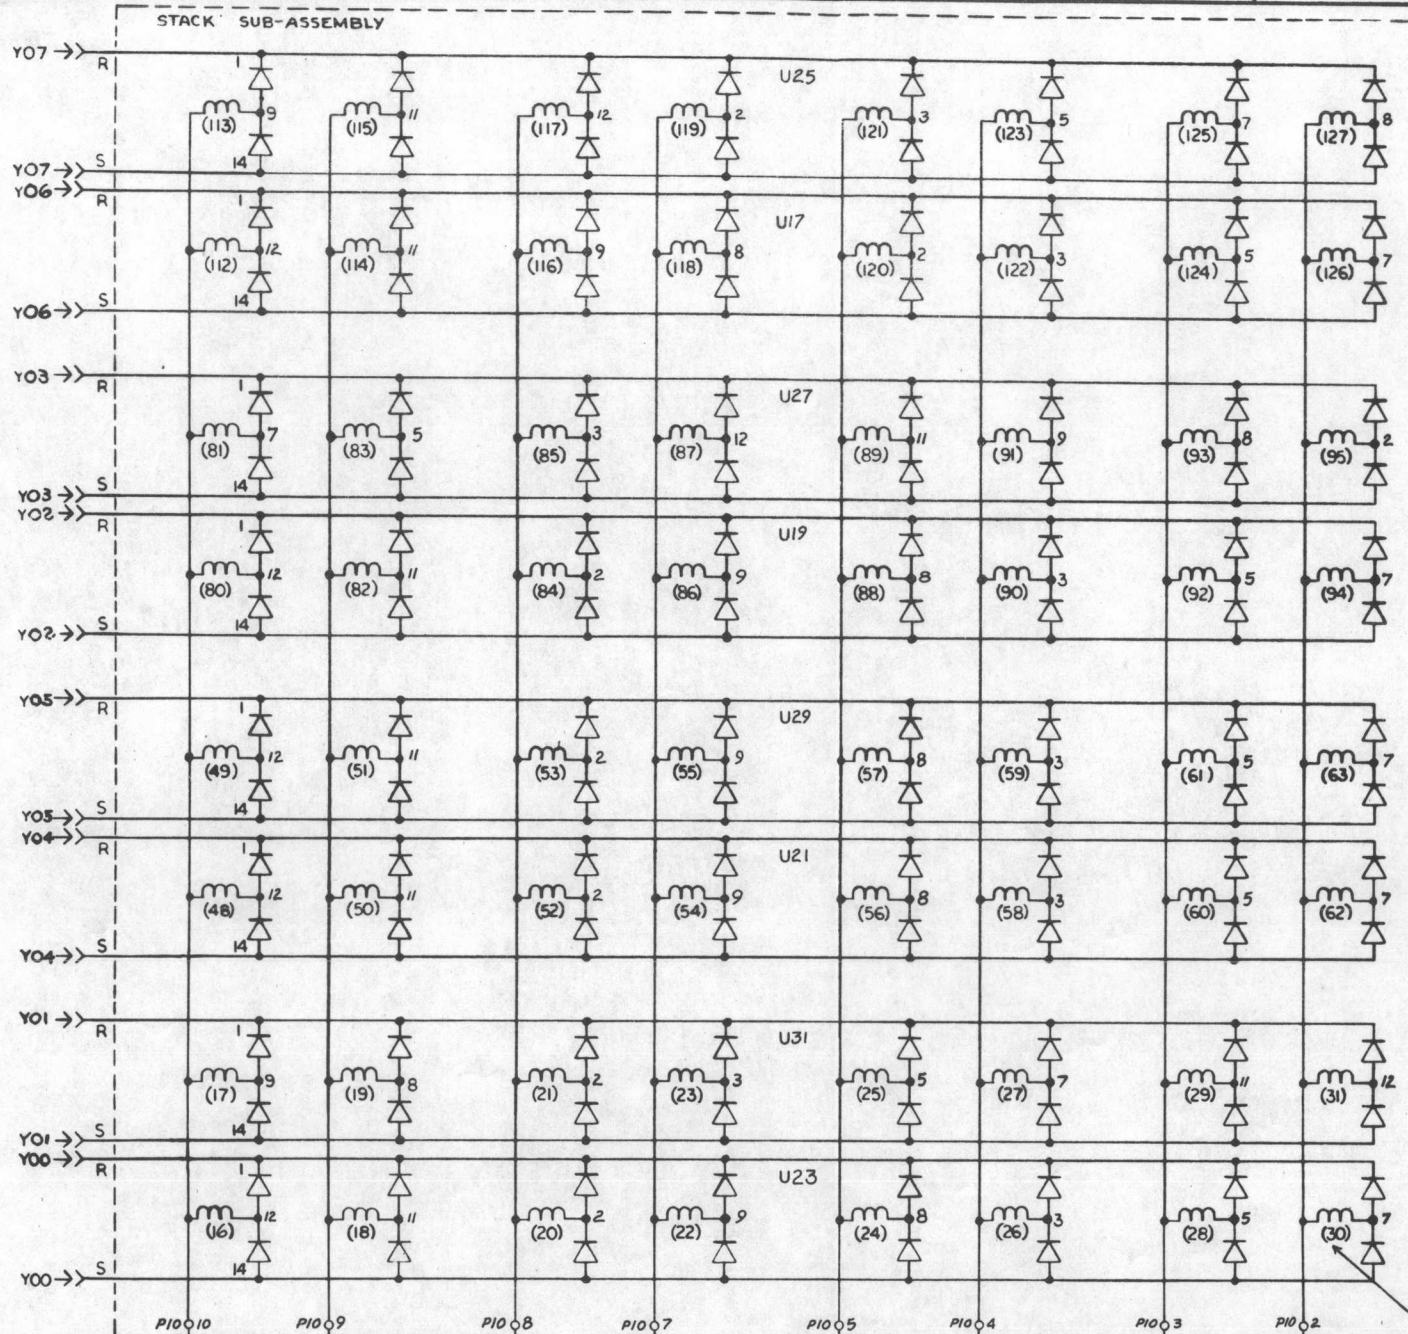 STACK SUB-ASSEMBLY
Y07 R 1 U25
9 11 12 2 3 5 7 8
(113) (115) (117) (119) (121) (123) (125) (127)
Y07 S 14
Y06 R 1 U17
12 11 9 8 2 3 5 7
(112) (114) (116) (118) (120) (122) (124) (126)
Y06 S 14
Y03 R 1 U27
7 5 3 12 11 9 8 2
(81) (83) (85) (87) (89) (91) (93) (95)
Y03 S 14
Y02 R 1 U19
12 11 2 9 8 3 5 7
(80) (82) (84) (86) (88) (90) (92) (94)
Y02 S 14
Y05 R 1 U29
12 11 2 9 8 3 5 7
(49) (51) (53) (55) (57) (59) (61) (63)
Y05 S 14
Y04 R 1 U21
12 11 2 9 8 3 5 7
(48) (50) (52) (54) (56) (58) (60) (62)
Y04 S 14
Y01 R 1 U31
9 8 2 3 5 7 11 12
(17) (19) (21) (23) (25) (27) (29) (31)
Y01 S 14
Y00 R 1 U23
12 11 2 9 8 3 5 7
(16) (18) (20) (22) (24) (26) (28) (30)
Y00 S 14
P10 10 P10 9 P10 8 P10 7 P10 5 P10 4 P10 3 P10 2